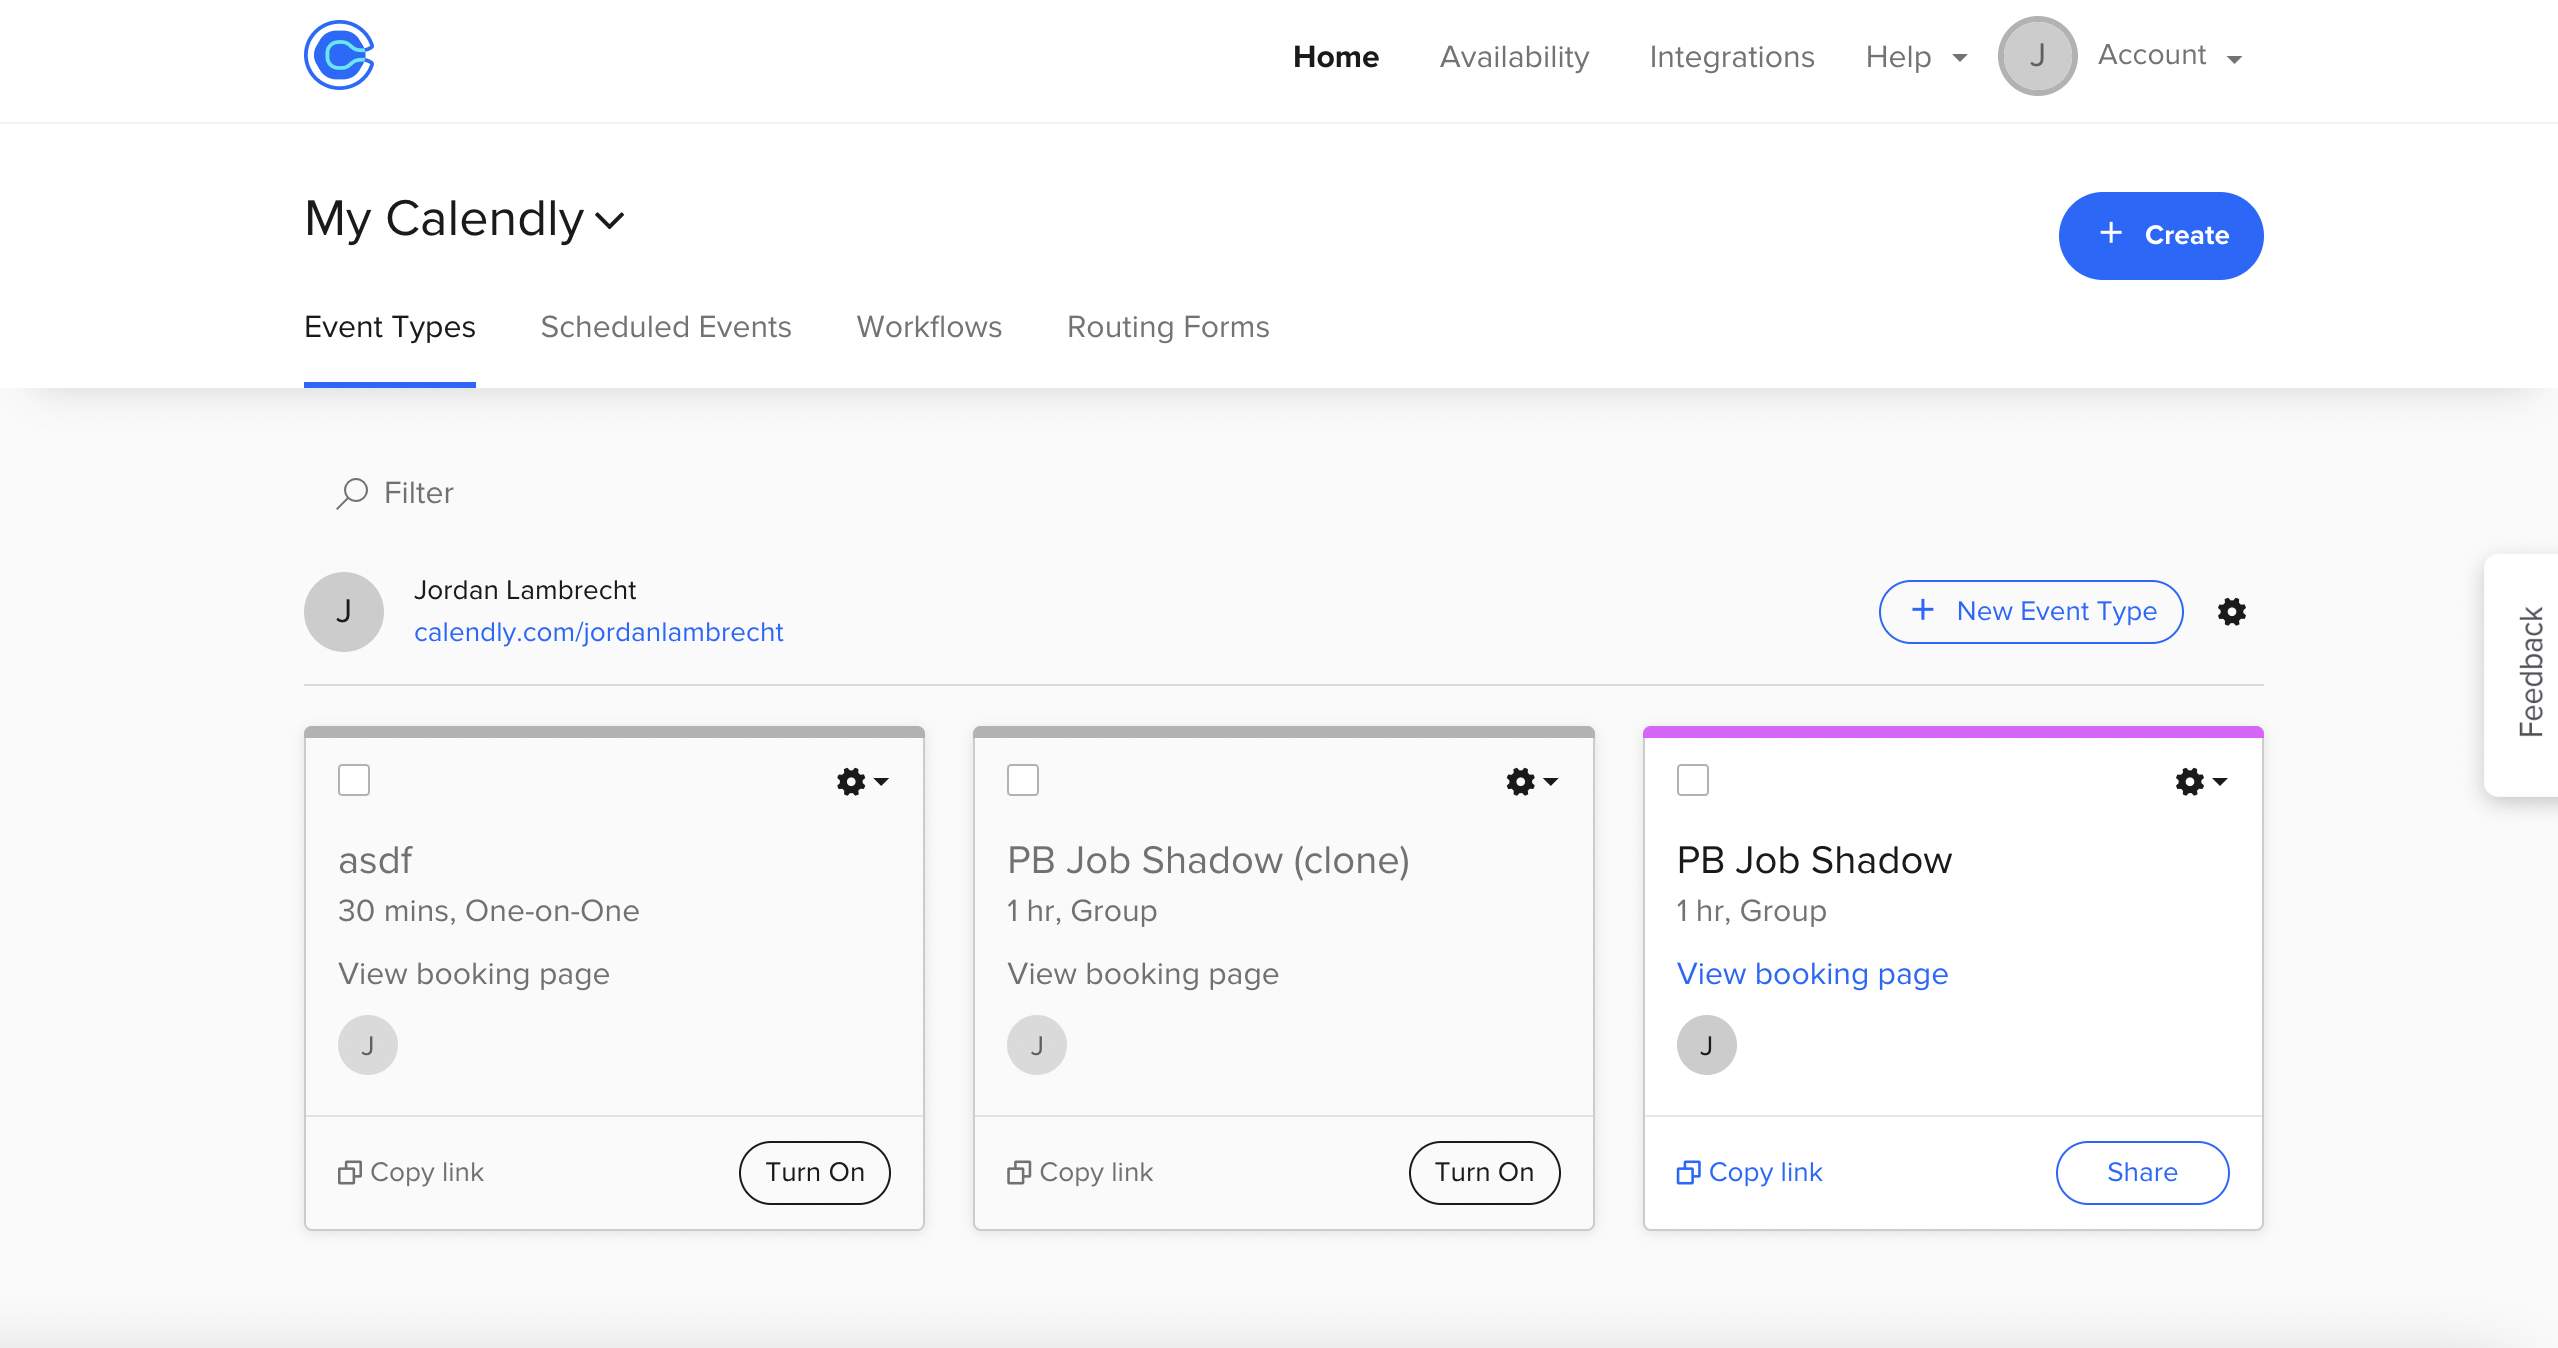 Home Availability Integrations Help J Account
My Calendly
+ Create
Event Types Scheduled Events Workflows Routing Forms
Filter
J
Jordan Lambrecht
calendly.com/jordanlambrecht
+ New Event Type
Feedback
asdf
30 mins, One-on-One
View booking page
J
Copy link
Turn On
PB Job Shadow (clone)
1 hr, Group
View booking page
J
Copy link
Turn On
PB Job Shadow
1 hr, Group
View booking page
J
Copy link
Share